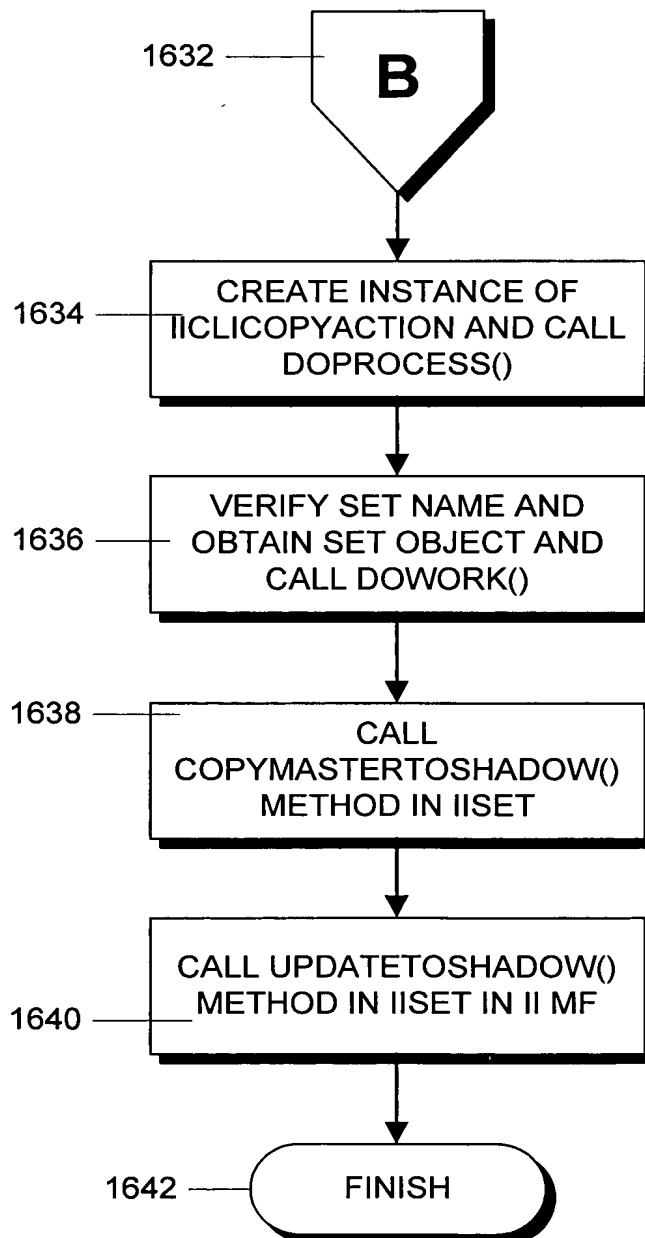 1632
B
1634
CREATE INSTANCE OF
IICLICOPYACTION AND CALL
DOPROCESS()
1636
VERIFY SET NAME AND
OBTAIN SET OBJECT AND
CALL DOWORK()
1638
CALL
COPYMASTERTOSHADOW()
METHOD IN IISET
CALL UPDATETOSHADOW()
METHOD IN IISET IN II MF
1640
1642
FINISH